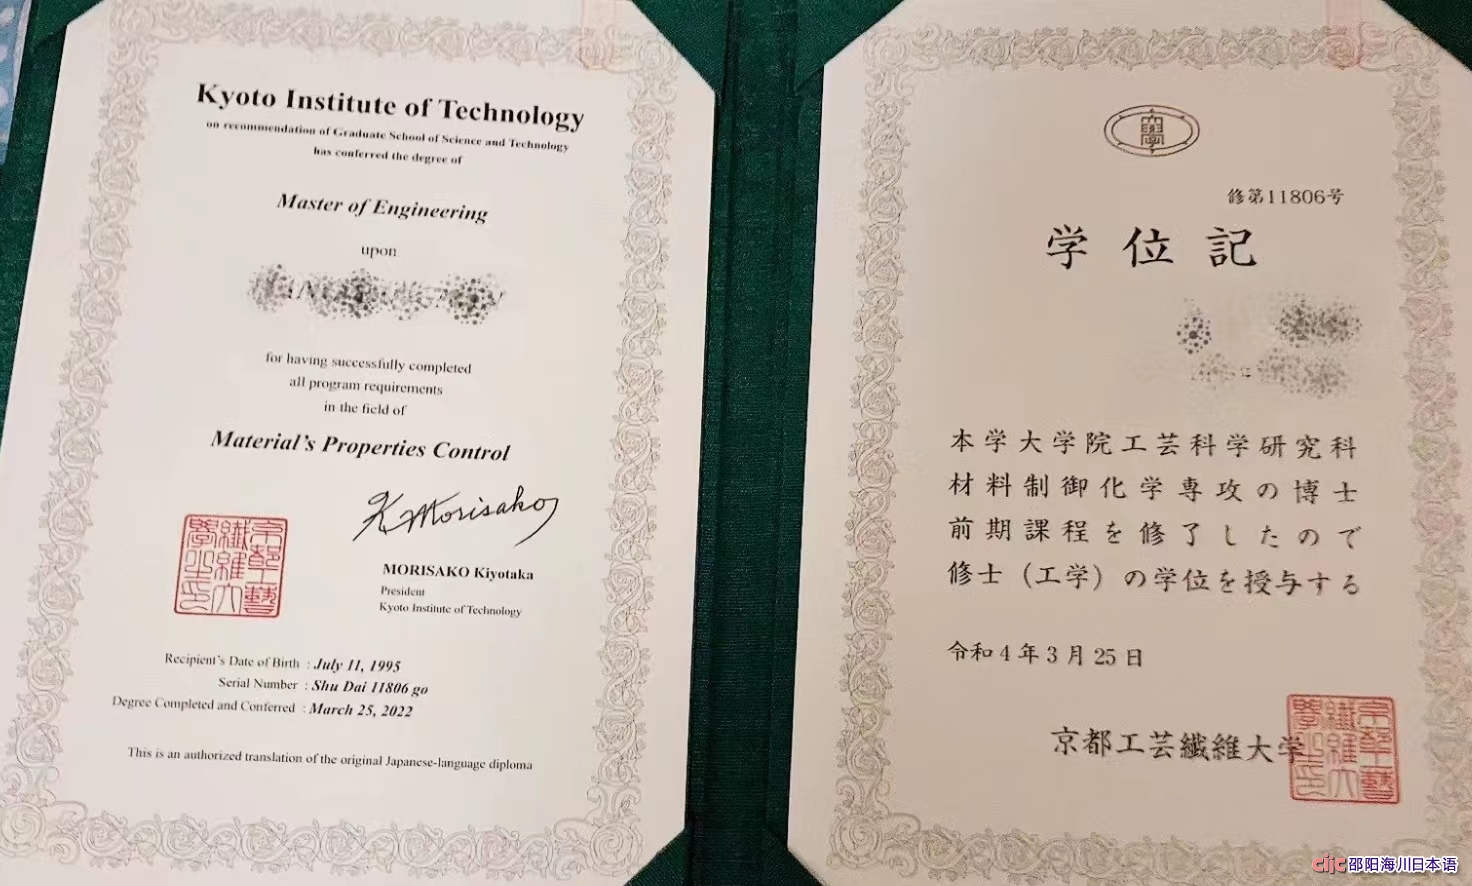 Kyoto Institute of Technology
on recommendation of Graduate School of Science and Technology
has conferred the degree of
Master of Engineering
upon
for having successfully completed
all program requirements
in the field of
Material's Properties Control
K Morisako
MORISAKO Kiyotaka
President
Kyoto Institute of Technology
Recipient's Date of Birth : July 11, 1995
Serial Number : Shu Dai 11806 go
Degree Completed and Conferred : March 25, 2022
This is an authorized translation of the original Japanese-language diploma
修第11806号
学位記
本学大学院工芸科学研究科
材料制御化学専攻の博士
前期課程を修了したので
修士（工学）の学位を授与する
令和4年3月25日
京都工芸繊維大学
cijc邵阳海川日本语